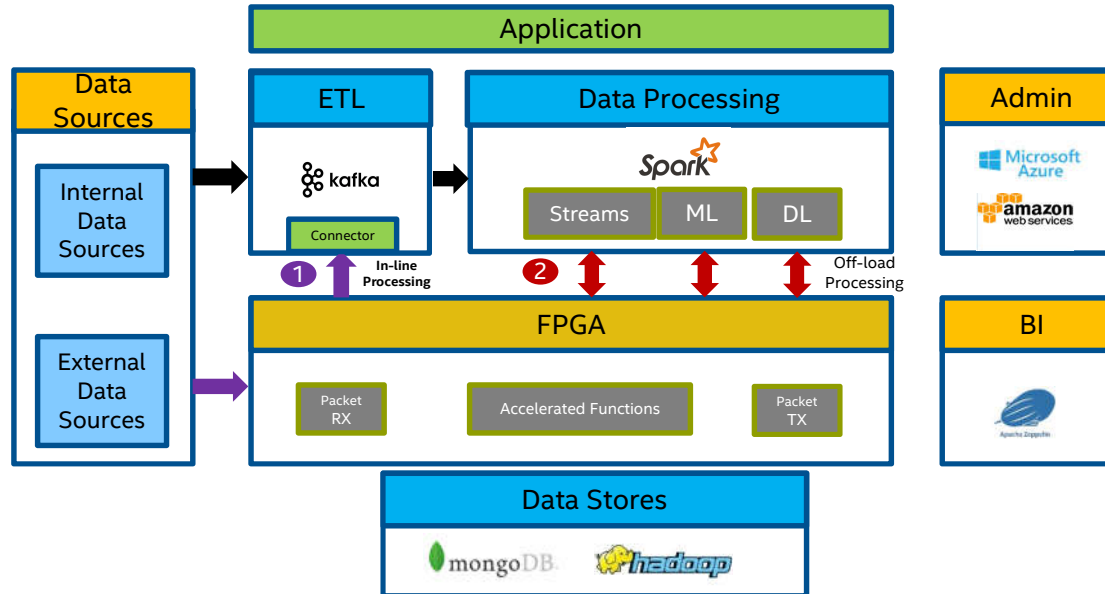 Application
Data
Sources
Internal
Data
Sources
External
Data
Sources
ETL
kafka
Connector
Data Processing
Spark
Streams
ML
DL
1
In-line
Processing
2
Off-load
Processing
FPGA
Packet
RX
Accelerated Functions
Packet
TX
Data Stores
mongoDB
hadoop
Admin
Microsoft
Azure
amazon
web services
BI
Apache Zeppelin